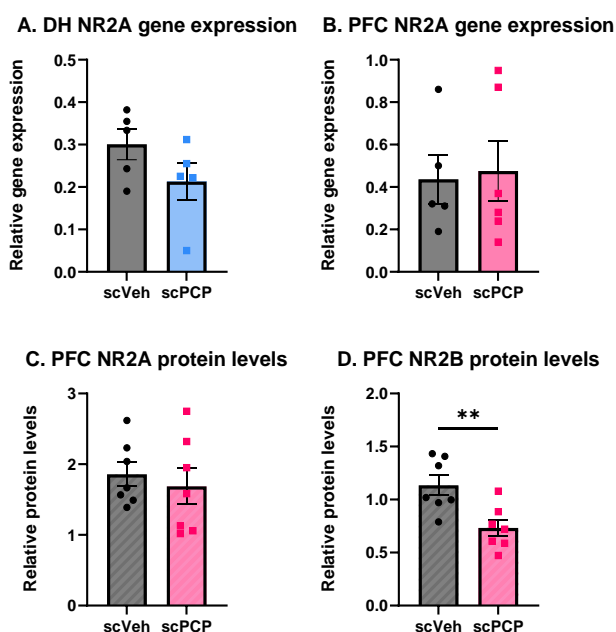 A. DH NR2A gene expression
B. PFC NR2A gene expression
Relative gene expression
0.5
0.4
0.3
0.2
0.1
0.0
scVeh scPCP
Relative gene expression
1.0
0.8
0.6
0.4
0.2
0.0
scVeh scPCP
C. PFC NR2A protein levels
D. PFC NR2B protein levels
Relative protein levels
3
2
1
0
scVeh scPCP
Relative protein levels
2.0
1.5
1.0
0.5
0.0
**
scVeh scPCP